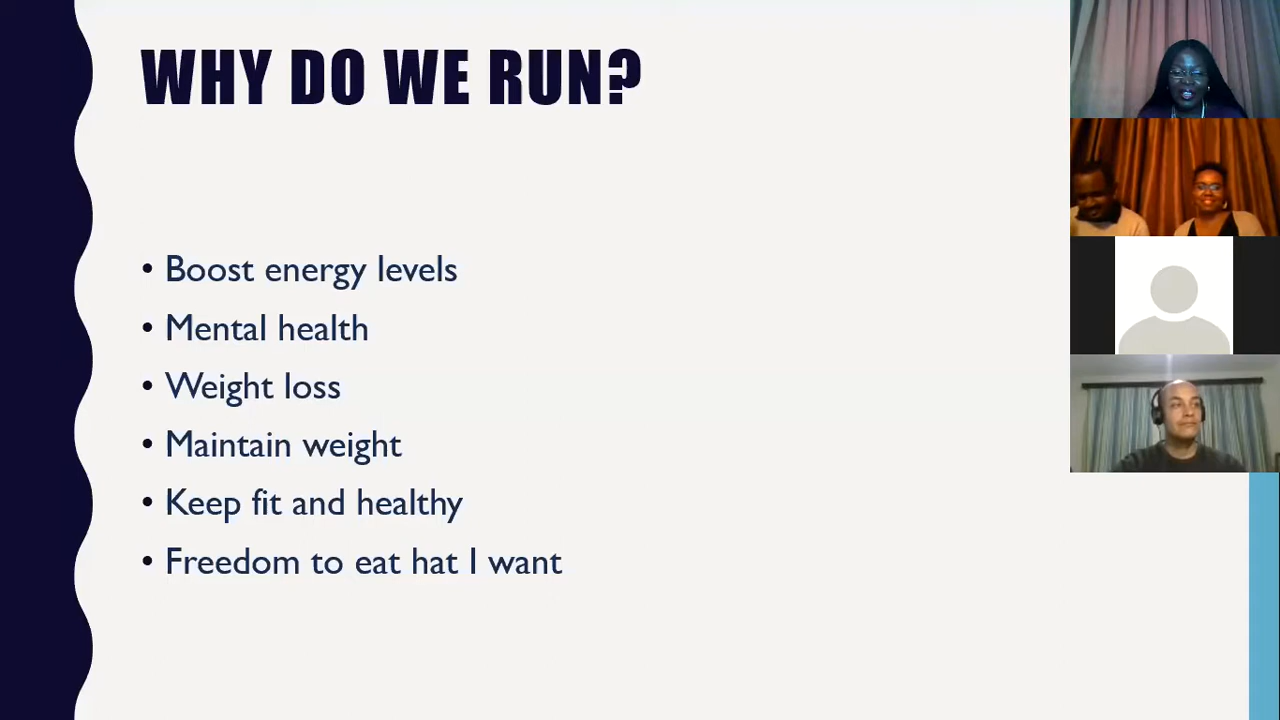 WHY DO WE RUN?
• Boost energy levels
• Mental health
• Weight loss
• Maintain weight
• Keep fit and healthy
• Freedom to eat hat I want